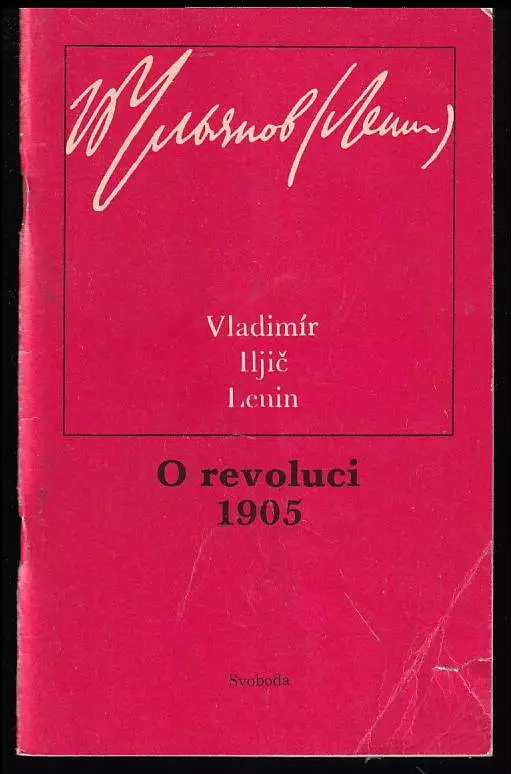 В Ульянов (Ленин)
Vladimír
Iljič
Lenin
O revoluci
1905
Svoboda